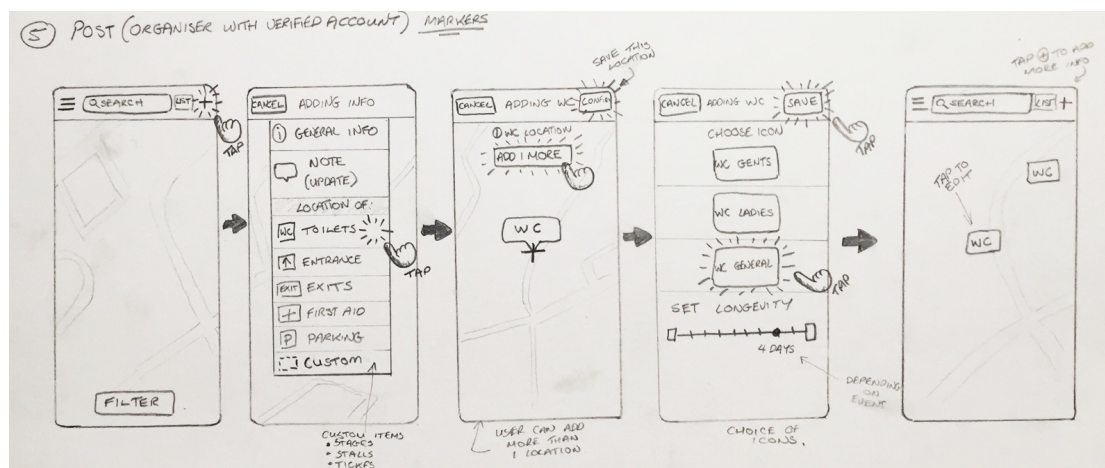 5 POST (ORGANISER WITH VERIFIED ACCOUNT) MARKERS
SEARCH
LIST
+
TAP
FILTER
CANCEL ADDING INFO
i GENERAL INFO
NOTE
(UPDATE)
LOCATION OF:
WC TOILETS
TAP
ENTRANCE
EXIT EXITS
+ FIRST AID
P PARKING
CUSTOM
CUSTOM ITEMS
• STAGES
• STALLS
• TICKETS
SAVE THIS
LOCATION
CANCEL ADDING WC CONFIRM
① WC LOCATION
ADD 1 MORE
WC
USER CAN ADD
MORE THAN
1 LOCATION
CANCEL ADDING WC SAVE
TAP
CHOOSE ICON
WC GENTS
WC LADIES
WC GENERAL
TAP
SET LONGEVITY
4 DAYS
DEPENDING
ON
EVENT
CHOICE OF
ICONS.
TAP + TO ADD
MORE INFO
SEARCH
LIST
+
TAP TO
EDIT
WC
WC